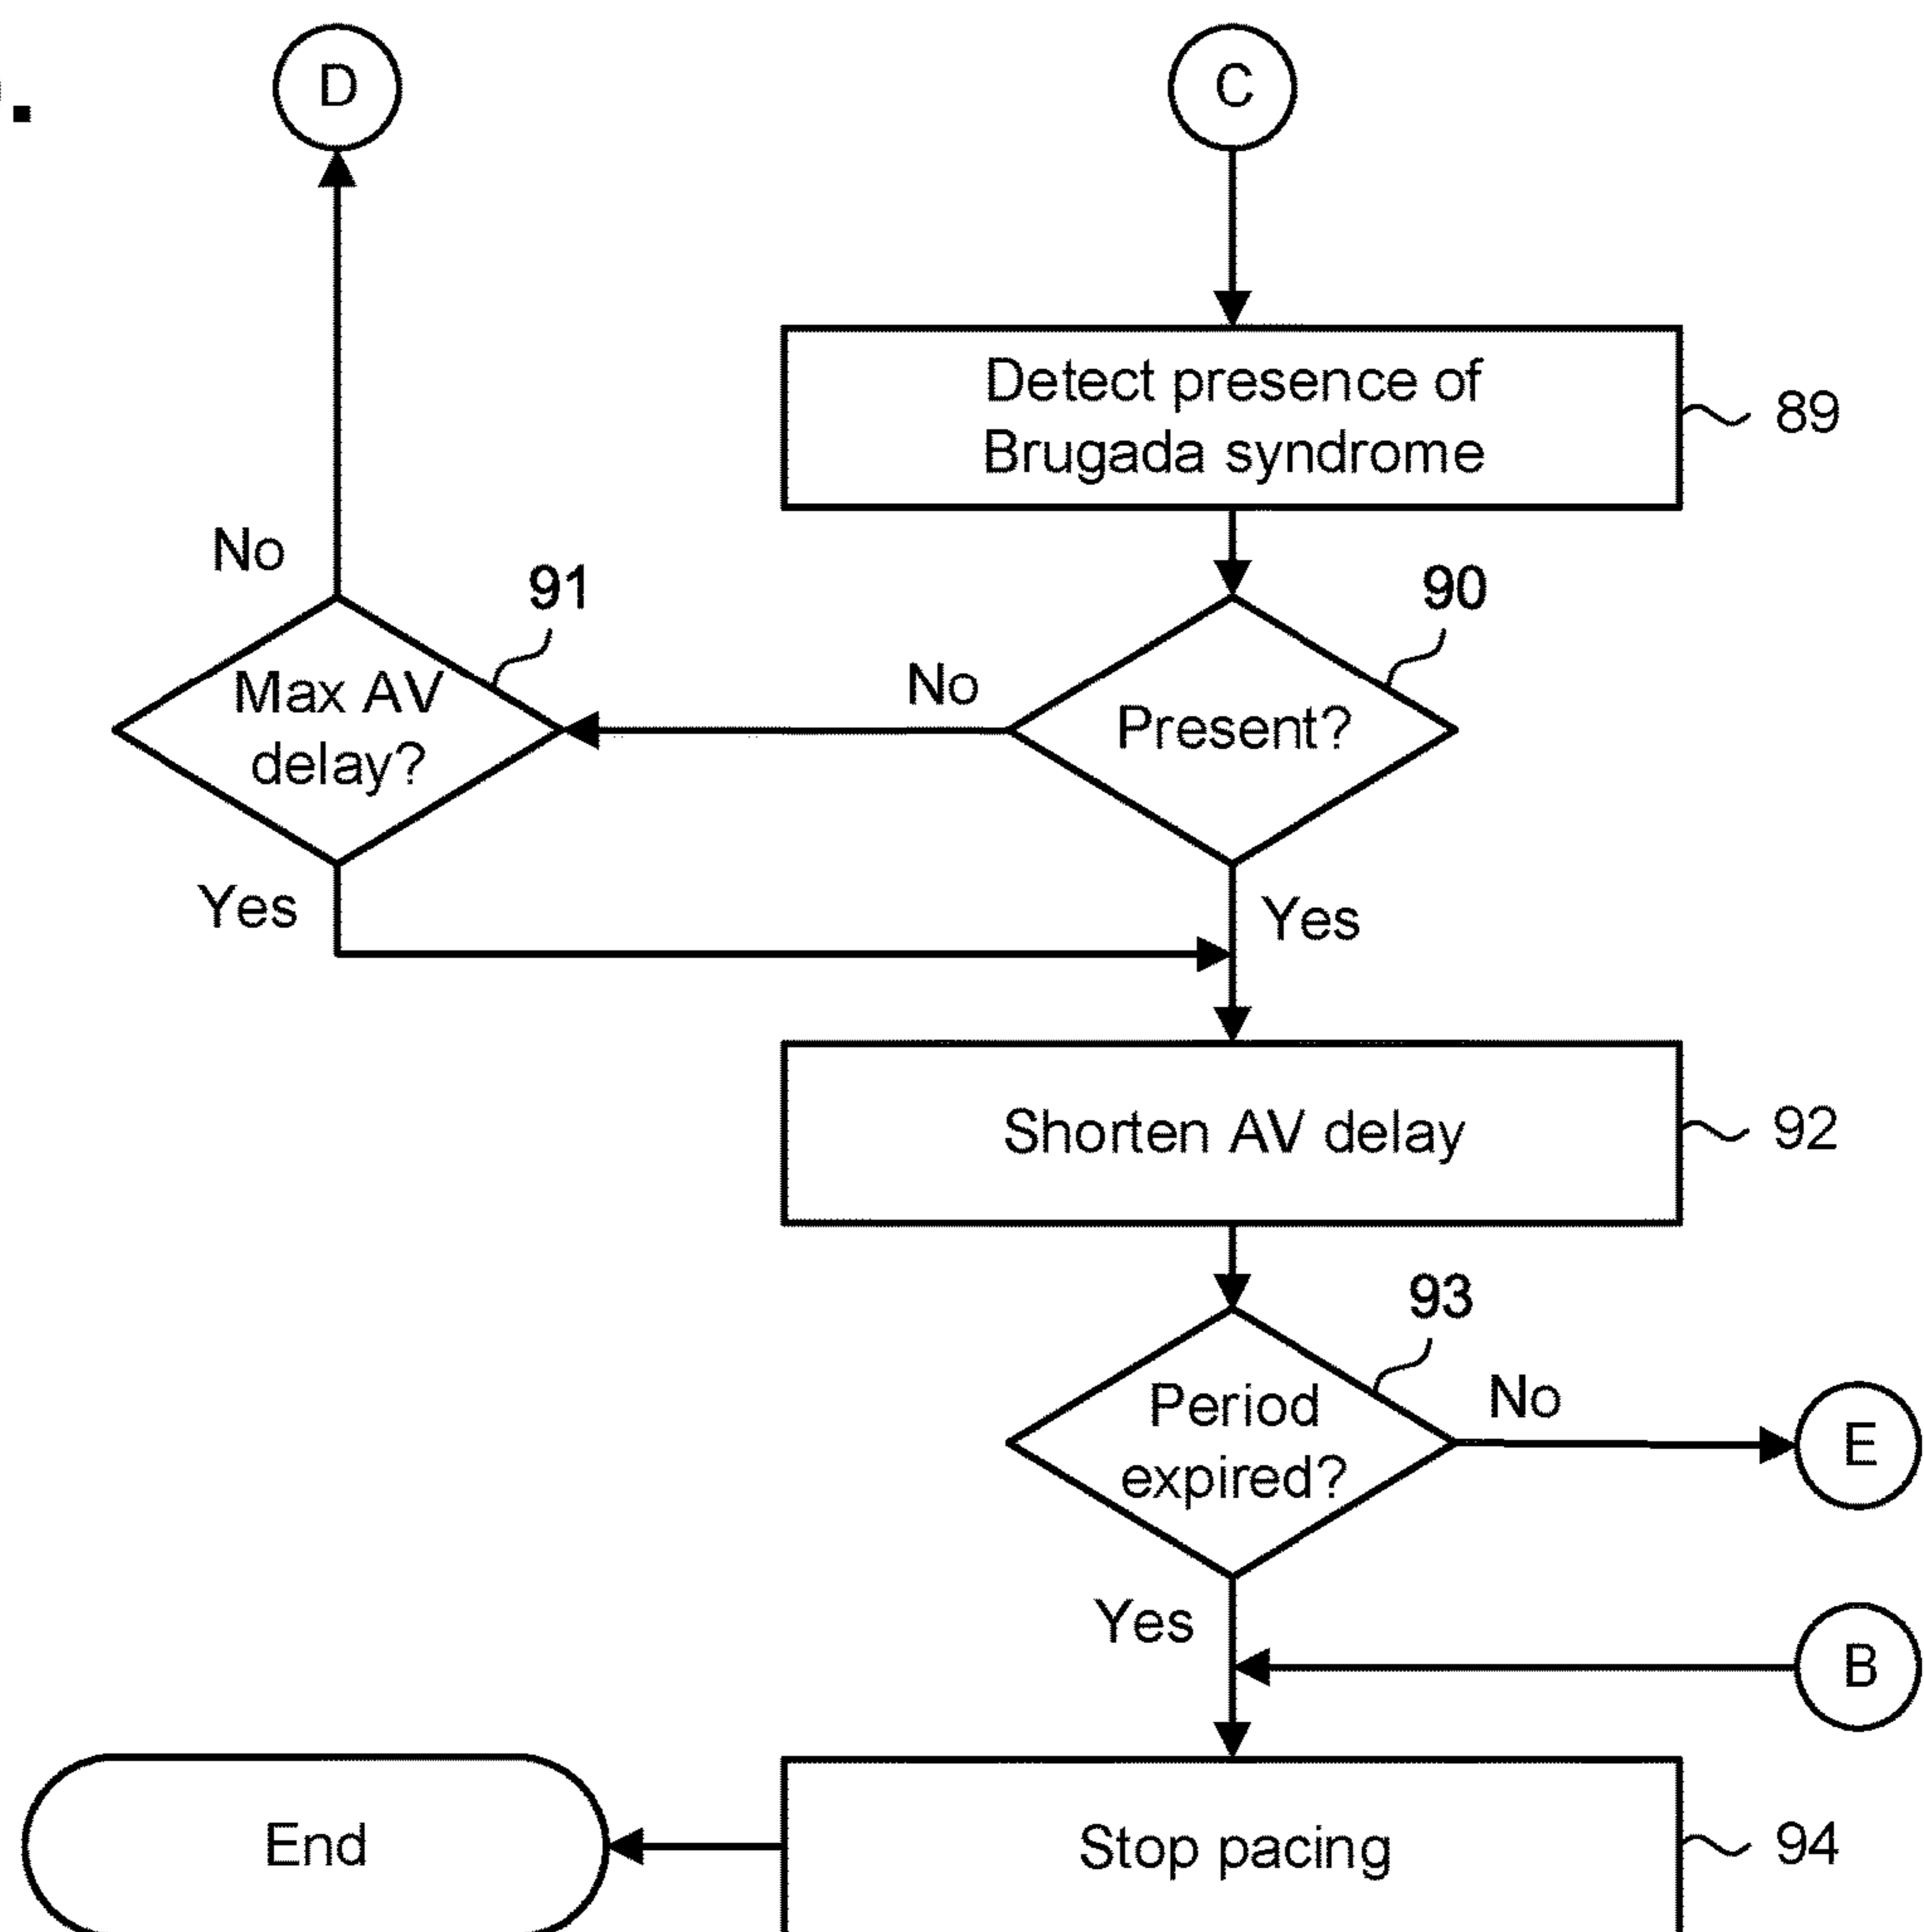 D
C
Detect presence of
Brugada syndrome
89
No
91
90
Max AV
delay?
No
Present?
Yes
Yes
Shorten AV delay
92
93
Period
expired?
No
E
Yes
B
End
Stop pacing
94